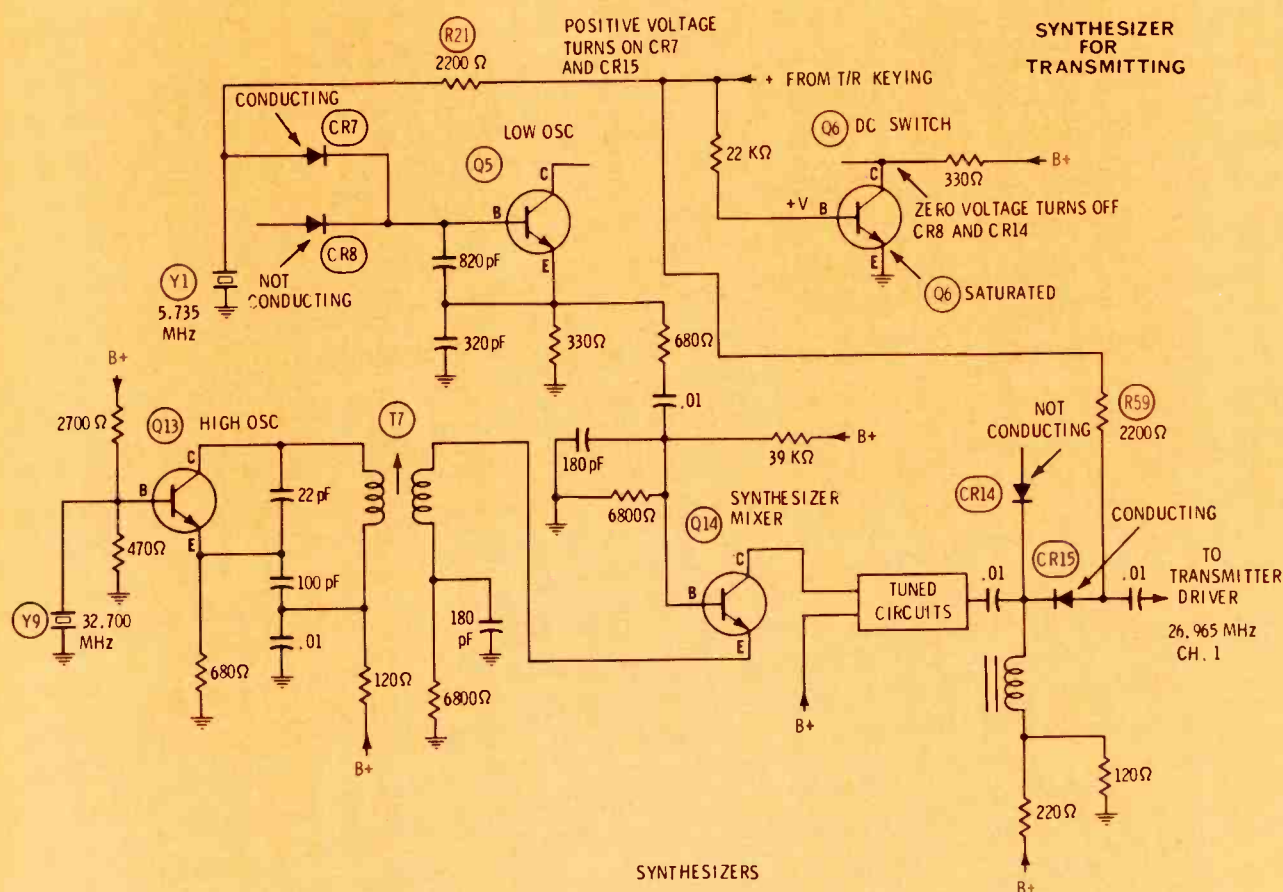 SYNTHESIZER
FOR
TRANSMITTING
R21
2200 Ω
POSITIVE VOLTAGE
TURNS ON CR7
AND CR15
+ FROM T/R KEYING
CONDUCTING
CR7
LOW OSC
Q5
C
B
E
CR8
NOT
CONDUCTING
Y1
5.735
MHz
820 pF
320 pF
330Ω
680Ω
.01
22 KΩ
Q6 DC SWITCH
C
+V B
E
330Ω
B+
ZERO VOLTAGE TURNS OFF
CR8 AND CR14
Q6 SATURATED
B+
2700 Ω
Q13
HIGH OSC
C
B
E
470Ω
Y9
32.700
MHz
22 pF
100 pF
.01
680Ω
120Ω
B+
T7
180
pF
6800Ω
180 pF
6800Ω
39 KΩ
B+
Q14
SYNTHESIZER
MIXER
C
B
E
TUNED
CIRCUITS
B+
.01
NOT
CONDUCTING
CR14
CR15
CONDUCTING
R59
2200Ω
.01
TO
TRANSMITTER
DRIVER
26.965 MHz
CH. 1
120Ω
220Ω
B+
SYNTHESIZERS